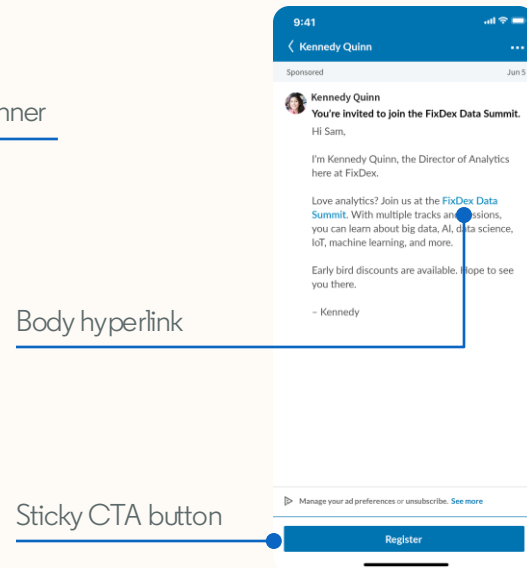 9:41
Kennedy Quinn
Sponsored
Jun 5
Kennedy Quinn
You're invited to join the FixDex Data Summit.
Hi Sam,
I'm Kennedy Quinn, the Director of Analytics
here at FixDex.
Love analytics? Join us at the FixDex Data
Summit. With multiple tracks and sessions,
you can learn about big data, AI, data science,
IoT, machine learning, and more.
Early bird discounts are available. Hope to see
you there.
– Kennedy
Body hyperlink
Manage your ad preferences or unsubscribe. See more
Sticky CTA button
Register